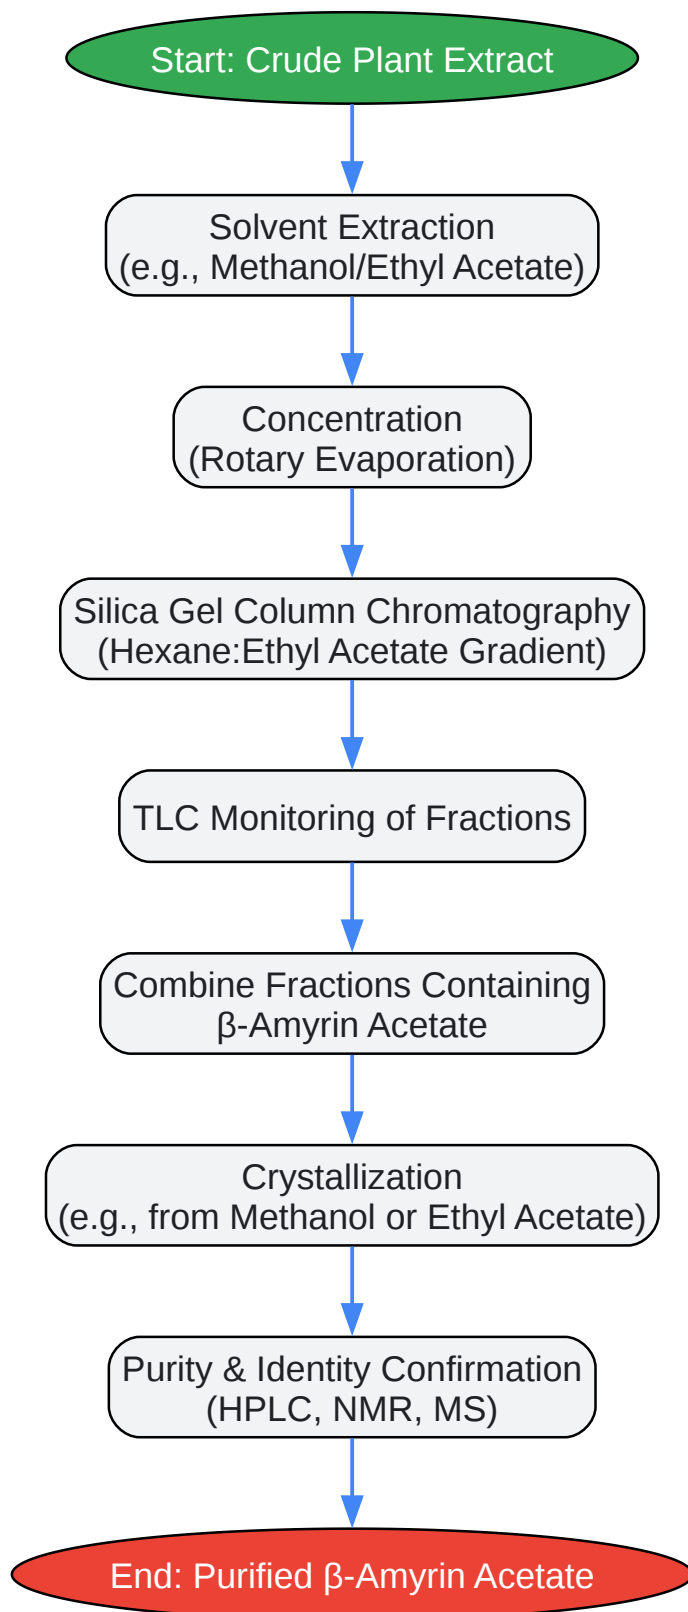 Start: Crude Plant Extract
Solvent Extraction
(e.g., Methanol/Ethyl Acetate)
Concentration
(Rotary Evaporation)
Silica Gel Column Chromatography
(Hexane:Ethyl Acetate Gradient)
TLC Monitoring of Fractions
Combine Fractions Containing
β-Amyrin Acetate
Crystallization
(e.g., from Methanol or Ethyl Acetate)
Purity & Identity Confirmation
(HPLC, NMR, MS)
End: Purified β-Amyrin Acetate